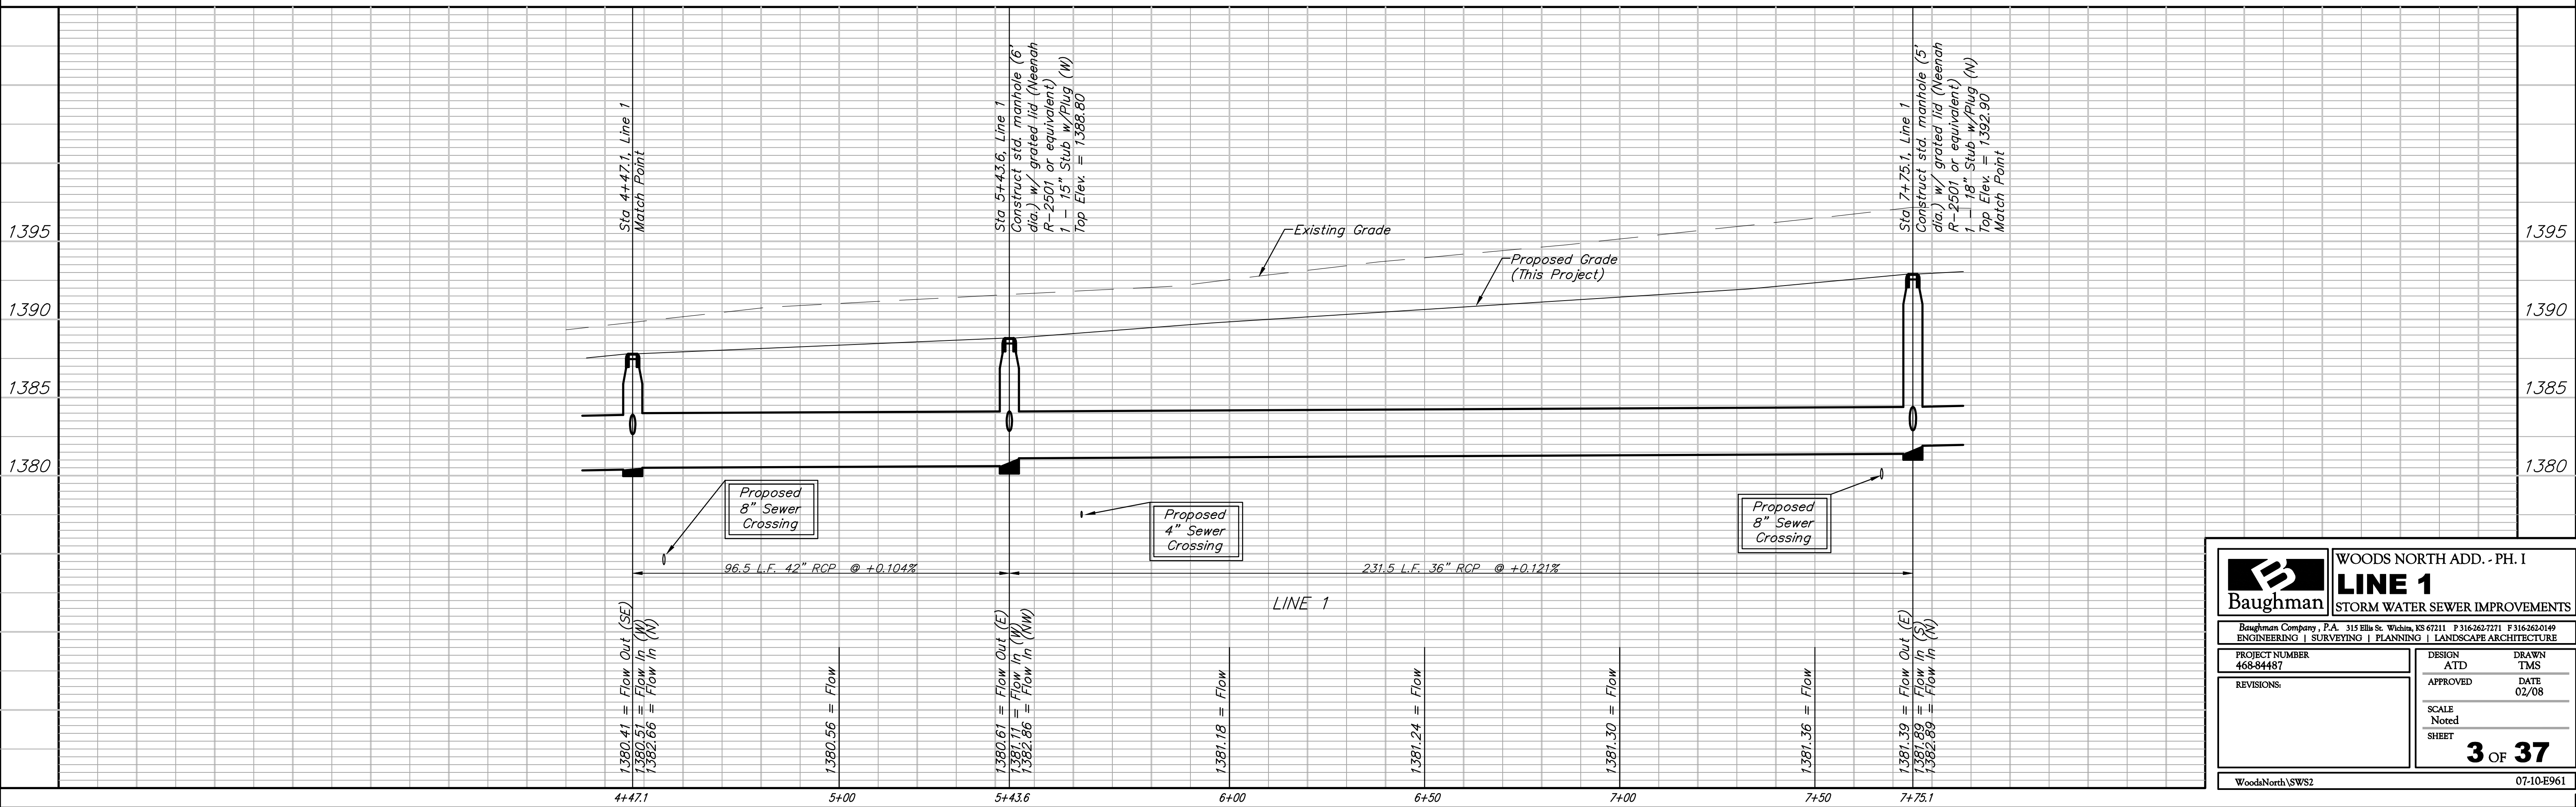 Sta 4+47.1, Line 1
Match Point
Sta 5+43.6, Line 1
Construct std. manhole (6'
dia.) w/ grated lid (Neenah
R-2501 or equivalent)
1 - 15" Stub w/Plug (W)
Top Elev. = 1388.80
Sta 7+75.1, Line 1
Construct std. manhole (5'
dia.) w/ grated lid (Neenah
R-2501 or equivalent)
1 - 18" Stub w/Plug (N)
Top Elev. = 1392.90
Match Point
1395
1390
1385
1380
1395
1390
1385
1380
Existing Grade
Proposed Grade
(This Project)
Proposed
8" Sewer
Crossing
Proposed
4" Sewer
Crossing
Proposed
8" Sewer
Crossing
96.5 L.F. 42" RCP @ +0.104%
231.5 L.F. 36" RCP @ +0.121%
LINE 1
1380.41 = Flow Out (SE)
1380.51 = Flow In (W)
1382.66 = Flow In (N)
1380.56 = Flow
1380.61 = Flow Out (E)
1381.11 = Flow In (W)
1382.86 = Flow In (NW)
1381.18 = Flow
1381.24 = Flow
1381.30 = Flow
1381.36 = Flow
1381.39 = Flow Out (E)
1381.89 = Flow In (S)
1382.89 = Flow In (N)
4+47.1
5+00
5+43.6
6+00
6+50
7+00
7+50
7+75.1
B
Baughman
WOODS NORTH ADD. - PH. I
LINE 1
STORM WATER SEWER IMPROVEMENTS
Baughman Company, P.A. 315 Ellis St. Wichita, KS 67211 P 316-262-7271 F 316-262-0149
ENGINEERING | SURVEYING | PLANNING | LANDSCAPE ARCHITECTURE
PROJECT NUMBER
468-84487
REVISIONS:
DESIGN
ATD
DRAWN
TMS
APPROVED
DATE
02/08
SCALE
Noted
SHEET
3 OF 37
WoodsNorth\SWS2
07-10-E961